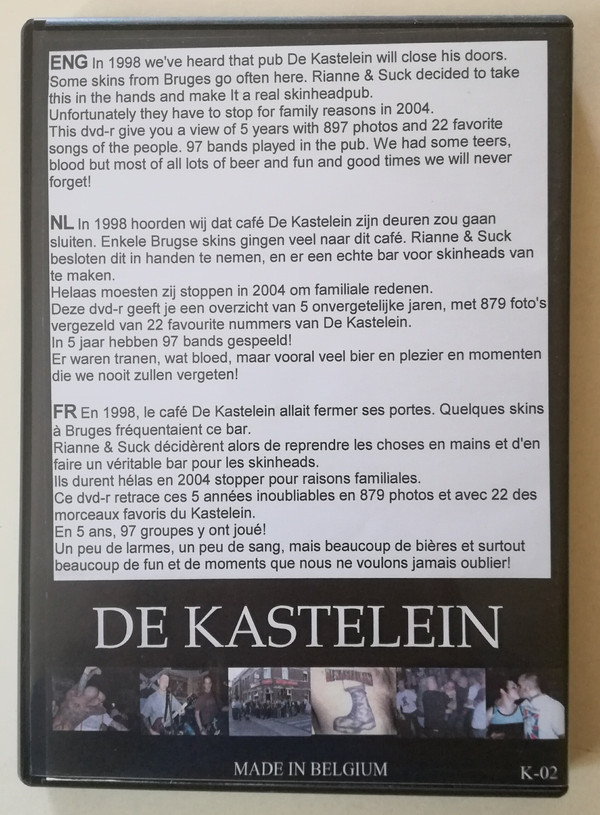 ENG In 1998 we've heard that pub De Kastelein will close his doors.
Some skins from Bruges go often here. Rianne & Suck decided to take
this in the hands and make It a real skinheadpub.
Unfortunately they have to stop for family reasons in 2004.
This dvd-r give you a view of 5 years with 897 photos and 22 favorite
songs of the people. 97 bands played in the pub. We had some teers,
blood but most of all lots of beer and fun and good times we will never
forget!
NL In 1998 hoorden wij dat café De Kastelein zijn deuren zou gaan
sluiten. Enkele Brugse skins gingen veel naar dit café. Rianne & Suck
besloten dit in handen te nemen, en er een echte bar voor skinheads van
te maken.
Helaas moesten zij stoppen in 2004 om familiale redenen.
Deze dvd-r geeft je een overzicht van 5 onvergetelijke jaren, met 879 foto's
vergezeld van 22 favourite nummers van De Kastelein.
In 5 jaar hebben 97 bands gespeeld!
Er waren tranen, wat bloed, maar vooral veel bier en plezier en momenten
die we nooit zullen vergeten!
FR En 1998, le café De Kastelein allait fermer ses portes. Quelques skins
à Bruges fréquentaient ce bar.
Rianne & Suck décidèrent alors de reprendre les choses en mains et d'en
faire un véritable bar pour les skinheads.
Ils durent hélas en 2004 stopper pour raisons familiales.
Ce dvd-r retrace ces 5 années inoubliables en 879 photos et avec 22 des
morceaux favoris du Kastelein.
En 5 ans, 97 groupes y ont joué!
Un peu de larmes, un peu de sang, mais beaucoup de bières et surtout
beaucoup de fun et de moments que nous ne voulons jamais oublier!
DE KASTELEIN
MADE IN BELGIUM
K-02